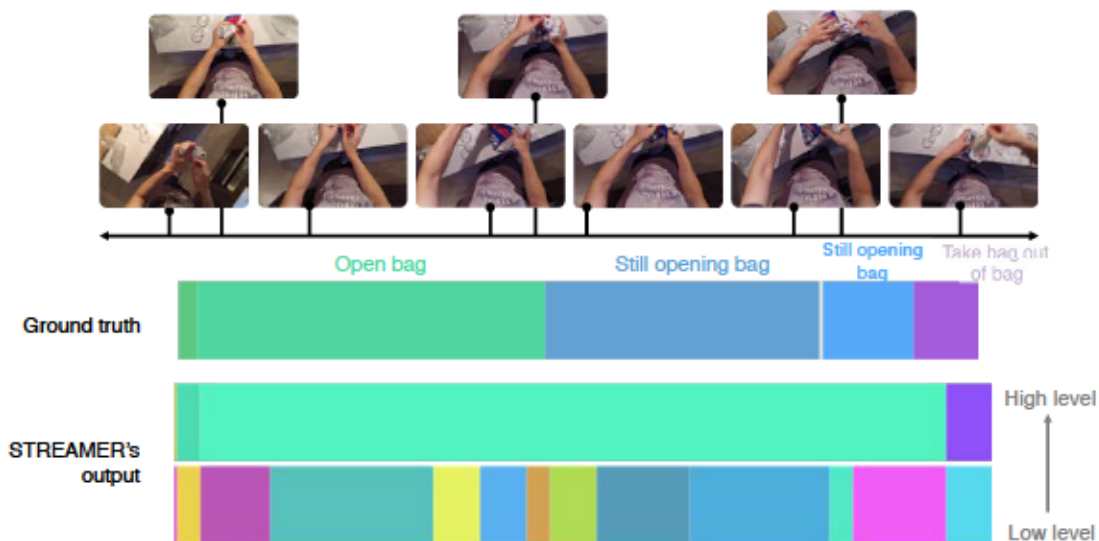 Open bag
Still opening bag
Still opening
bag
Take bag out
of bag
Ground truth
STREAMER's
output
High level
Low level